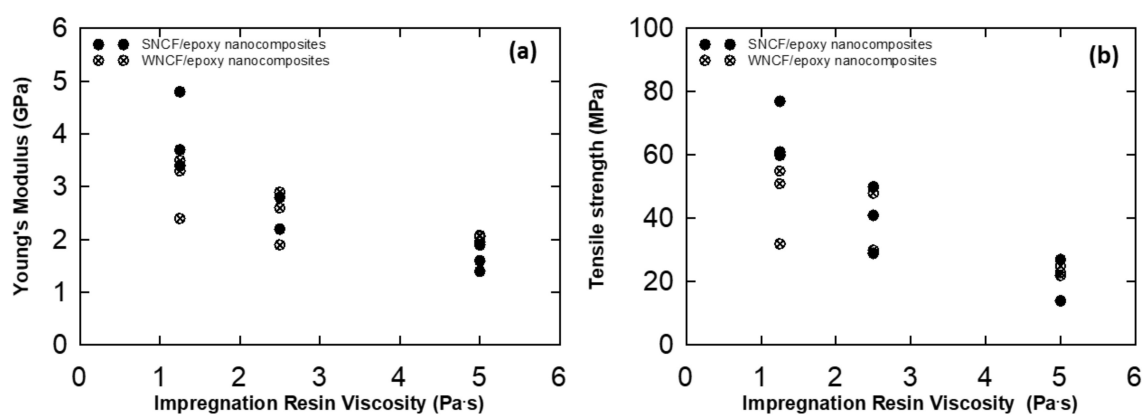 6
5
4
3
2
1
0
Young's Modulus (GPa)
SNCF/epoxy nanocomposites
WNCF/epoxy nanocomposites
(a)
0 1 2 3 4 5 6
Impregnation Resin Viscosity (Pa·s)
100
80
60
40
20
0
Tensile strength (MPa)
SNCF/epoxy nanocomposites
WNCF/epoxy nanocomposites
(b)
0 1 2 3 4 5 6
Impregnation Resin Viscosity (Pa·s)